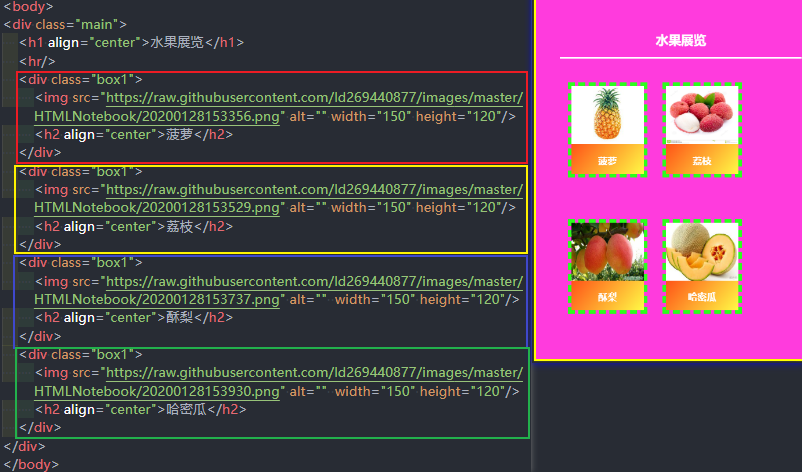 <body>
<div class="main">
<h1 align="center">水果展览</h1>
<hr/>
<div class="box1">
<img src="https://raw.githubusercontent.com/ld269440877/images/master/
HTMLNotebook/20200128153356.png" alt="" width="150" height="120"/>
<h2 align="center">菠萝</h2>
</div>
<div class="box1">
<img src="https://raw.githubusercontent.com/ld269440877/images/master/
HTMLNotebook/20200128153529.png" alt="" width="150" height="120"/>
<h2 align="center">荔枝</h2>
</div>
<div class="box1">
<img src="https://raw.githubusercontent.com/ld269440877/images/master/
HTMLNotebook/20200128153737.png" alt="" width="150" height="120"/>
<h2 align="center">酥梨</h2>
</div>
<div class="box1">
<img src="https://raw.githubusercontent.com/ld269440877/images/master/
HTMLNotebook/20200128153930.png" alt="" width="150" height="120"/>
<h2 align="center">哈密瓜</h2>
</div>
</div>
</body>
水果展览
菠萝
荔枝
酥梨
哈密瓜